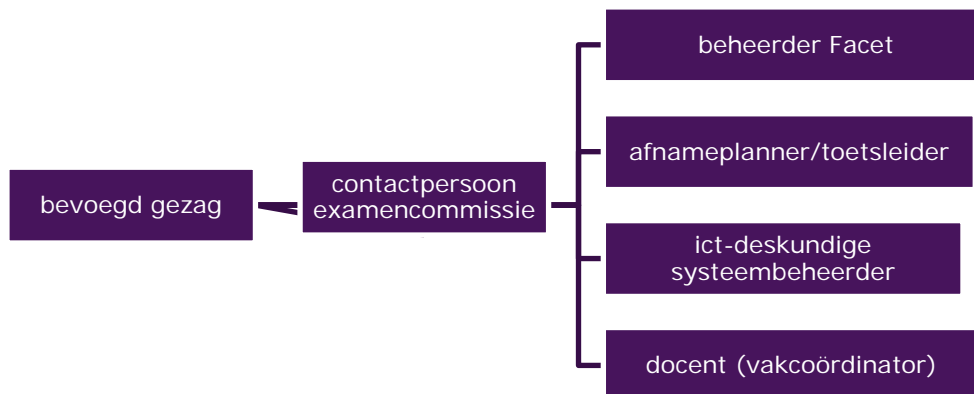 bevoegd gezag
contactpersoon
examencommissie
beheerder Facet
afnameplanner/toetsleider
ict-deskundige
systeembeheerder
docent (vakcoördinator)